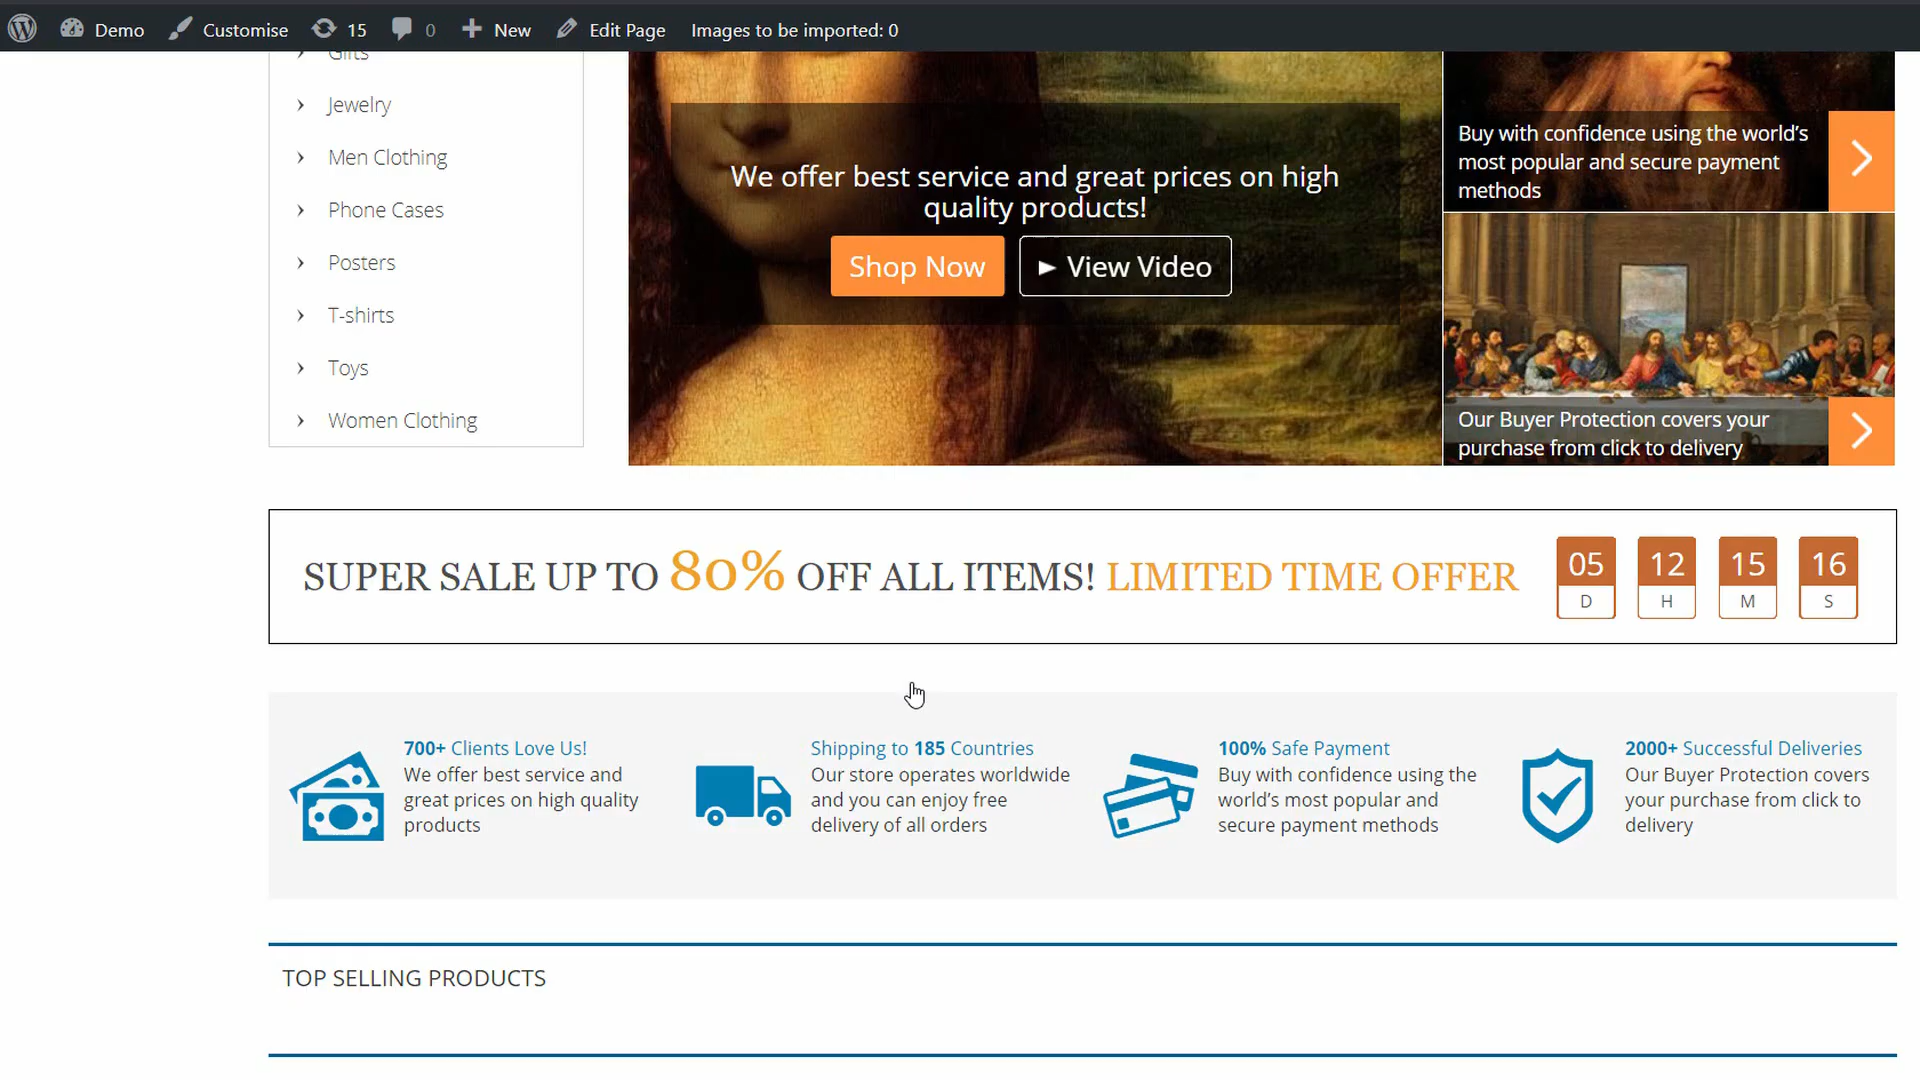 Demo Customise 15 0 New Edit Page Images to be imported: 0
Gifts
Jewelry
Men Clothing
Phone Cases
Posters
T-shirts
Toys
Women Clothing
We offer best service and great prices on high
quality products!
Shop Now ► View Video
Buy with confidence using the world’s
most popular and secure payment
methods
Our Buyer Protection covers your
purchase from click to delivery
SUPER SALE UP TO 80% OFF ALL ITEMS! LIMITED TIME OFFER
05 12 15 16
D H M S
700+ Clients Love Us!
We offer best service and
great prices on high quality
products
Shipping to 185 Countries
Our store operates worldwide
and you can enjoy free
delivery of all orders
100% Safe Payment
Buy with confidence using the
world’s most popular and
secure payment methods
2000+ Successful Deliveries
Our Buyer Protection covers
your purchase from click to
delivery
TOP SELLING PRODUCTS